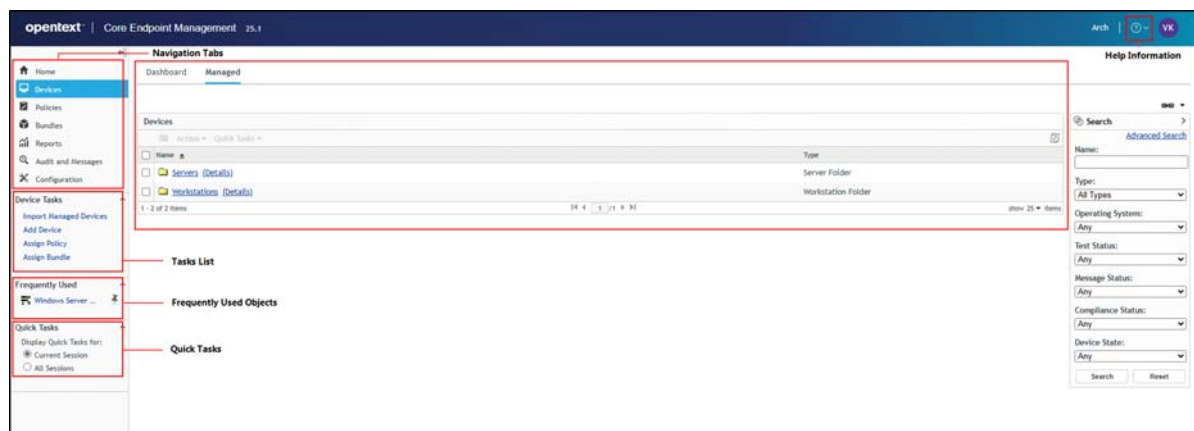 opentext™ | Core Endpoint Management 25.1
Arch
VK
Navigation Tabs
Help Information
Home
Devices
Policies
Bundles
Reports
Audit and Messages
Configuration
Device Tasks
Import Managed Devices
Add Device
Assign Policy
Assign Bundle
Frequently Used
Windows Server ...
Quick Tasks
Display Quick Tasks for:
Current Session
All Sessions
Tasks List
Frequently Used Objects
Quick Tasks
Dashboard Managed
Devices
Action Quick Tasks
Name Type
Servers (Details) Server Folder
Workstations (Details) Workstation Folder
1 - 2 of 2 items 1 / 1 show 25 items
Search
Advanced Search
Name:
Type:
All Types
Operating System:
Any
Test Status:
Any
Message Status:
Any
Compliance Status:
Any
Device State:
Any
Search Reset